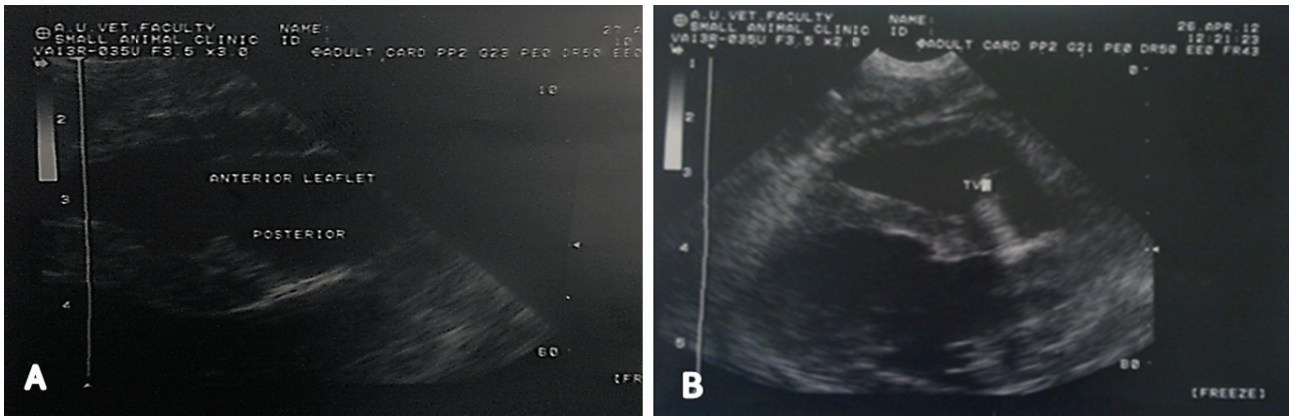 A.U.VET.FACULTY NAME:
SMALL ANIMAL CLINIC ID :
VA13R-035U F3.5 x3.0 ADULT CARD PP2 G23 PE0 DR50 EE0
10
2
ANTERIOR LEAFLET
3
POSTERIOR
4
80
A
A.U.VET.FACULTY NAME: 26.APR.12
SMALL ANIMAL CLINIC ID : 12:21:23
VA13R-035U F3.5 x2.0 ADULT CARD PP2 G21 PE0 DR50 EE0 FR43
1
0
2
3
TV
4
5
80
B
[FREEZE]